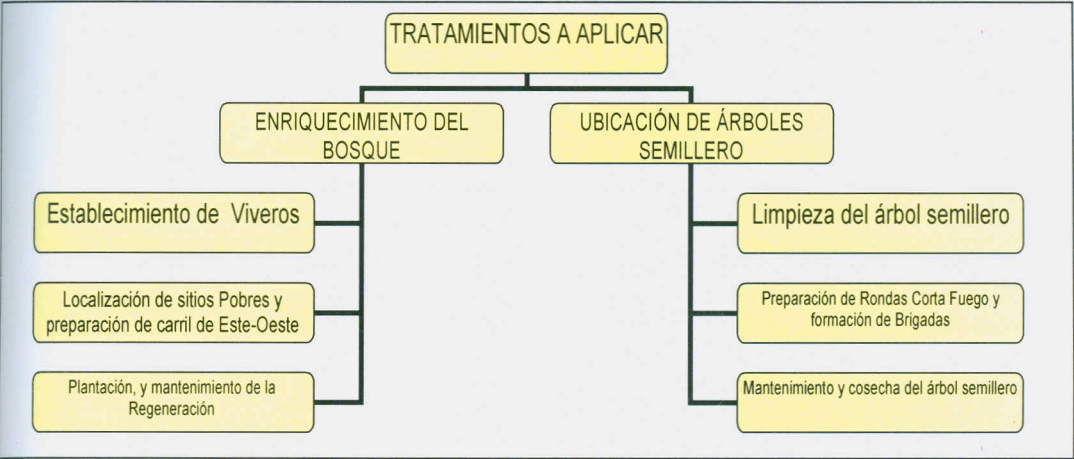 TRATAMIENTOS A APLICAR
ENRIQUECIMIENTO DEL
BOSQUE
UBICACIÓN DE ÁRBOLES
SEMILLERO
Establecimiento de Viveros
Localización de sitios Pobres y
preparación de carril de Este-Oeste
Plantación, y mantenimiento de la
Regeneración
Limpieza del árbol semillero
Preparación de Rondas Corta Fuego y
formación de Brigadas
Mantenimiento y cosecha del árbol semillero